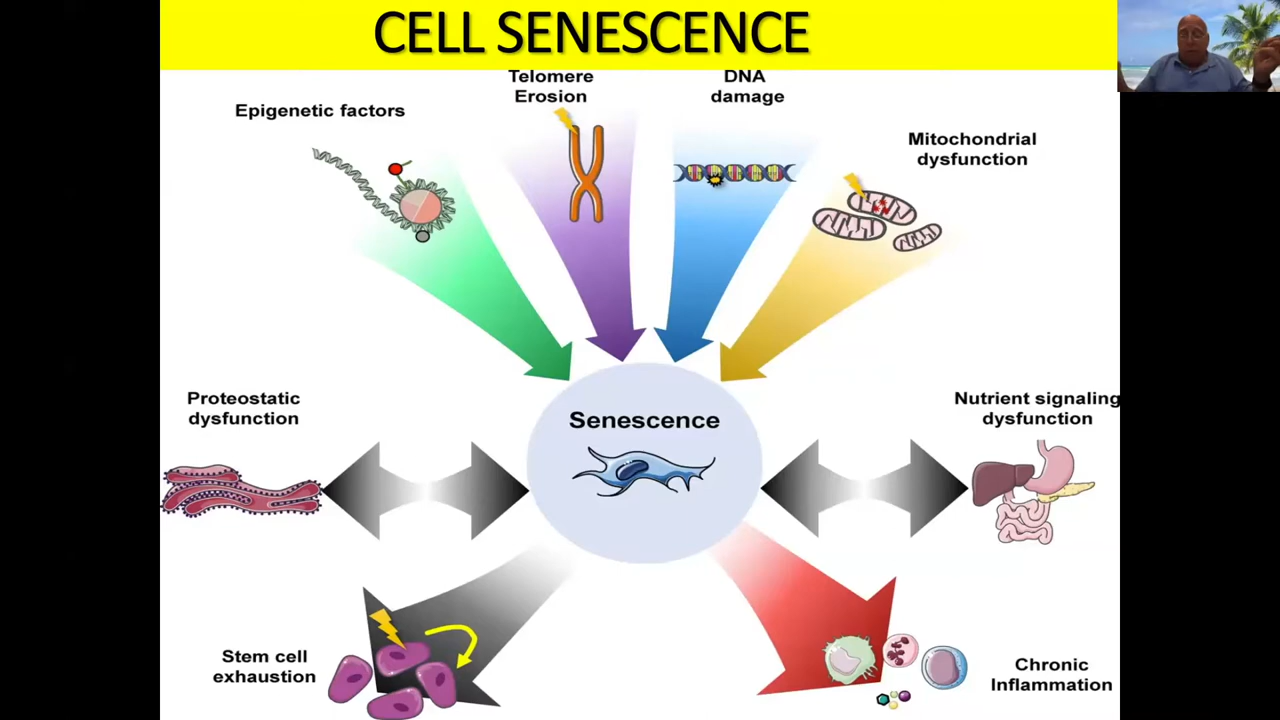 CELL SENESCENCE
Telomere
Erosion
DNA
damage
Epigenetic factors
Mitochondrial
dysfunction
Proteostatic
dysfunction
Senescence
Nutrient signaling
dysfunction
Stem cell
exhaustion
Chronic
Inflammation